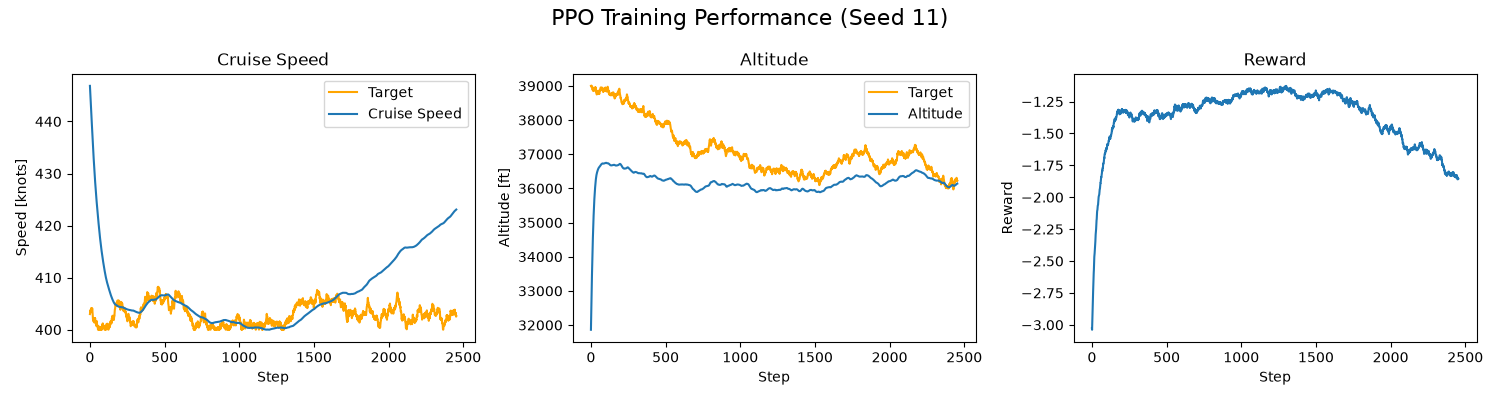 PPO Training Performance (Seed 11)
Cruise Speed
Target
Cruise Speed
Speed [knots]
440
430
420
410
400
0
500
1000
1500
2000
2500
Step
Altitude
Target
Altitude
Altitude [ft]
39000
38000
37000
36000
35000
34000
33000
32000
0
500
1000
1500
2000
2500
Step
Reward
Reward
−1.25
−1.50
−1.75
−2.00
−2.25
−2.50
−2.75
−3.00
0
500
1000
1500
2000
2500
Step